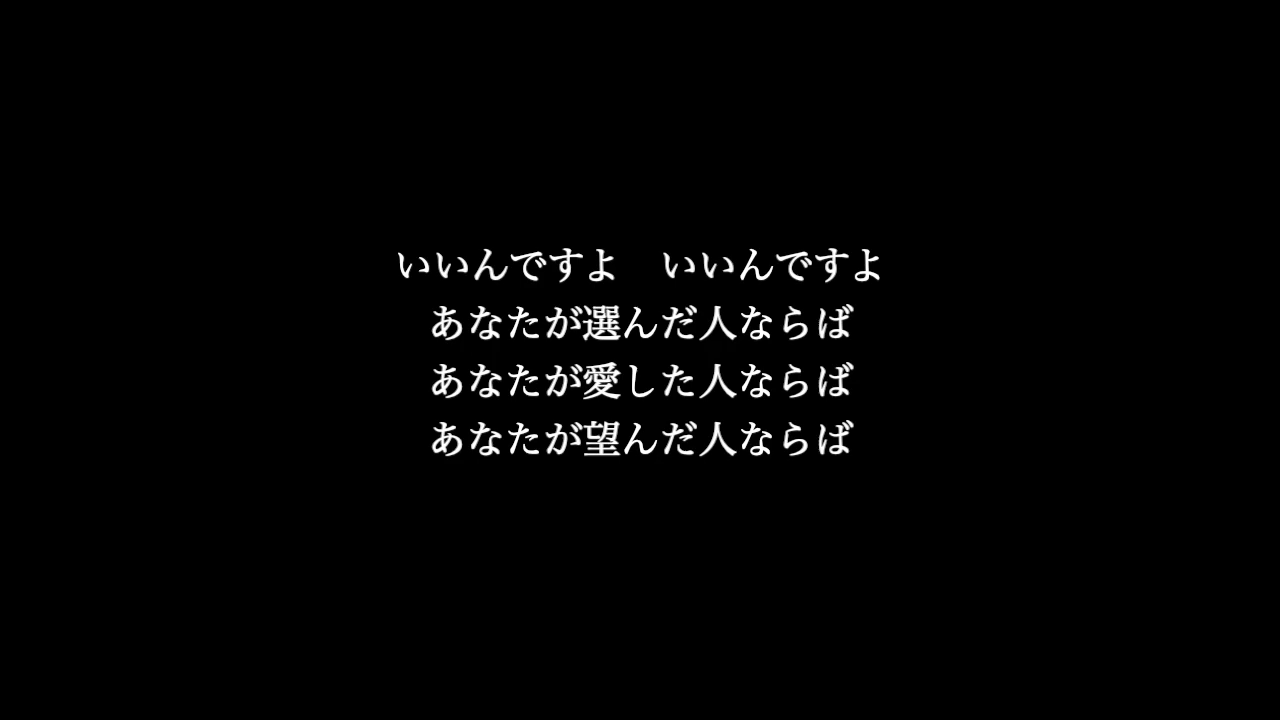 いいんですよ　いいんですよ
あなたが選んだ人ならば
あなたが愛した人ならば
あなたが望んだ人ならば